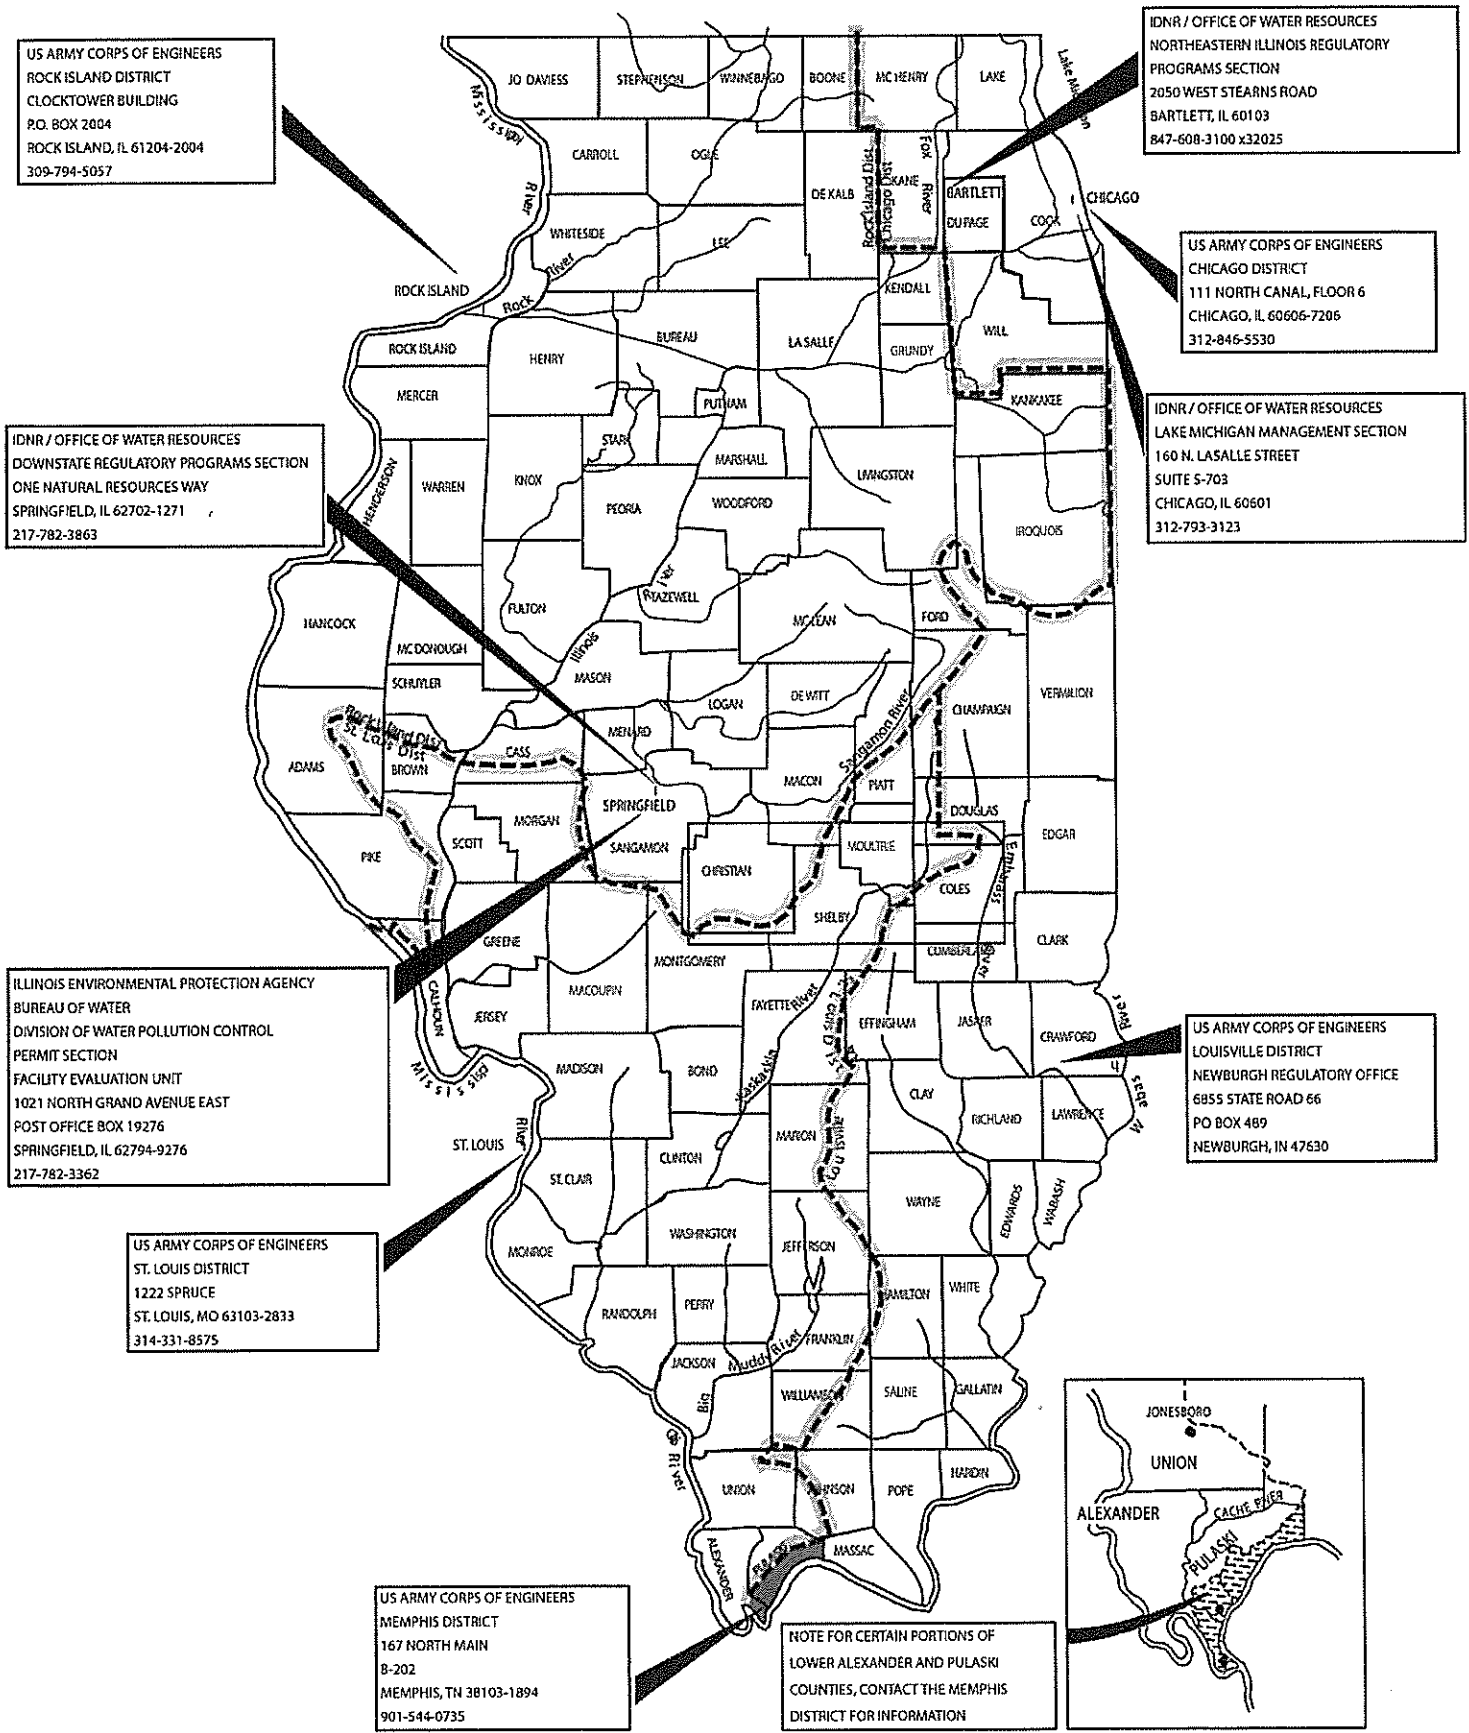 US ARMY CORPS OF ENGINEERS
ROCK ISLAND DISTRICT
CLOCKTOWER BUILDING
P.O. BOX 2004
ROCK ISLAND, IL 61204-2004
309-794-5057
IDNR / OFFICE OF WATER RESOURCES
NORTHEASTERN ILLINOIS REGULATORY
PROGRAMS SECTION
2050 WEST STEARNS ROAD
BARTLETT, IL 60103
847-608-3100 x32025
US ARMY CORPS OF ENGINEERS
CHICAGO DISTRICT
111 NORTH CANAL, FLOOR 6
CHICAGO, IL 60606-7206
312-846-5530
IDNR / OFFICE OF WATER RESOURCES
LAKE MICHIGAN MANAGEMENT SECTION
160 N. LASALLE STREET
SUITE S-703
CHICAGO, IL 60601
312-793-3123
IDNR / OFFICE OF WATER RESOURCES
DOWNSTATE REGULATORY PROGRAMS SECTION
ONE NATURAL RESOURCES WAY
SPRINGFIELD, IL 62702-1271
217-782-3863
ILLINOIS ENVIRONMENTAL PROTECTION AGENCY
BUREAU OF WATER
DIVISION OF WATER POLLUTION CONTROL
PERMIT SECTION
FACILITY EVALUATION UNIT
1021 NORTH GRAND AVENUE EAST
POST OFFICE BOX 19276
SPRINGFIELD, IL 62794-9276
217-782-3362
US ARMY CORPS OF ENGINEERS
LOUISVILLE DISTRICT
NEWBURGH REGULATORY OFFICE
6855 STATE ROAD 66
PO BOX 489
NEWBURGH, IN 47630
US ARMY CORPS OF ENGINEERS
ST. LOUIS DISTRICT
1222 SPRUCE
ST. LOUIS, MO 63103-2833
314-331-8575
US ARMY CORPS OF ENGINEERS
MEMPHIS DISTRICT
167 NORTH MAIN
B-202
MEMPHIS, TN 38103-1894
901-544-0735
NOTE FOR CERTAIN PORTIONS OF
LOWER ALEXANDER AND PULASKI
COUNTIES, CONTACT THE MEMPHIS
DISTRICT FOR INFORMATION
JO DAVIESS
STEPHENSON
WINNEBAGO
BOONE
MCHENRY
LAKE
CARROLL
OGLE
DE KALB
Rock Island Dist
Chicago Dist
KANE
Fox
River
BARTLETT
DU PAGE
COOK
CHICAGO
River
WHITESIDE
LEE
Rock
River
ROCK ISLAND
KENDALL
WILL
ROCK ISLAND
HENRY
BUREAU
LA SALLE
GRUNDY
MERCER
PUTNAM
KANKAKEE
STARK
HENDERSON
WARREN
KNOX
PEORIA
MARSHALL
WOODFORD
LIVINGSTON
IROQUOIS
HANCOCK
MCDONOUGH
FULTON
Illinois
TAZEWELL
MCLEAN
FORD
SCHUYLER
MASON
LOGAN
DE WITT
CHAMPAIGN
VERMILION
Rock Island Dist
St. Louis Dist
ADAMS
BROWN
CASS
MENARD
MACON
Sangamon River
PIATT
SPRINGFIELD
DOUGLAS
EDGAR
PIKE
SCOTT
MORGAN
SANGAMON
CHRISTIAN
MOULTRIE
COLES
SHELBY
GREENE
MONTGOMERY
CLARK
CALHOUN
JERSEY
MACOUPIN
FAYETTE
River
Kaskaskia
EFFINGHAM
JASPER
CRAWFORD
River
MADISON
BOND
CLAY
RICHLAND
LAWRENCE
ST. LOUIS
River
ST. CLAIR
CLINTON
MARION
WAYNE
EDWARDS
WABASH
MONROE
WASHINGTON
JEFFERSON
RANDOLPH
PERRY
WHITE
FRANKLIN
JACKSON
Big
Muddy River
WILLIAMSON
SALINE
GALLATIN
River
UNION
POPE
HARDIN
ALEXANDER
MASSAC
JONESBORO
UNION
ALEXANDER
CACHE RIVER
PULASKI